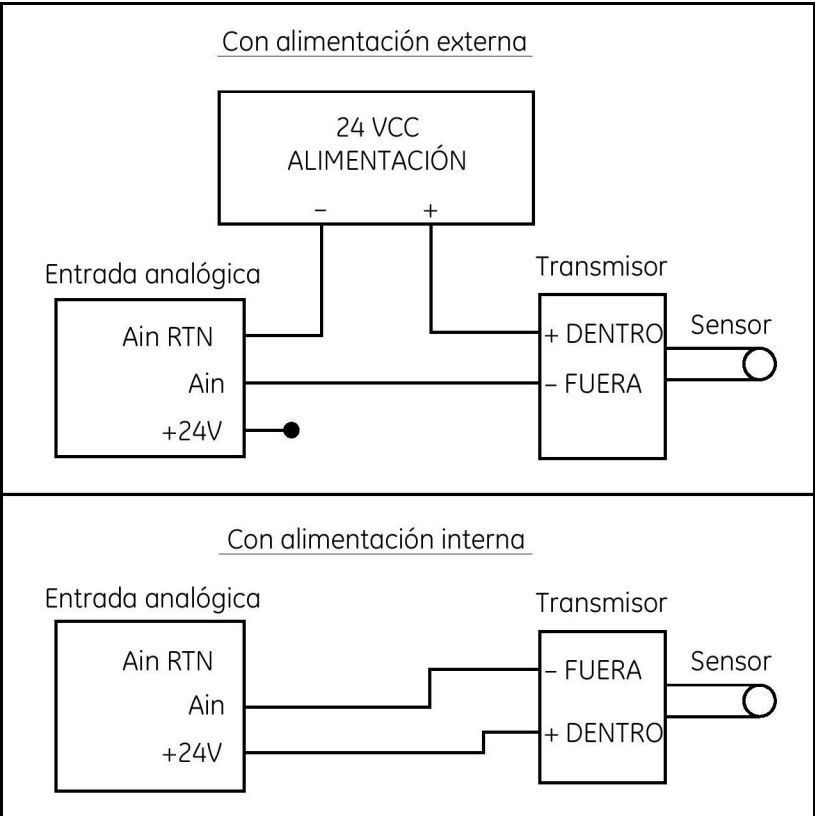 Con alimentación externa
24 VCC
ALIMENTACIÓN
– +
Entrada analógica
Transmisor
Ain RTN
Ain
+24V
+ DENTRO
– FUERA
Sensor
Con alimentación interna
Entrada analógica
Transmisor
Ain RTN
Ain
+24V
– FUERA
+ DENTRO
Sensor